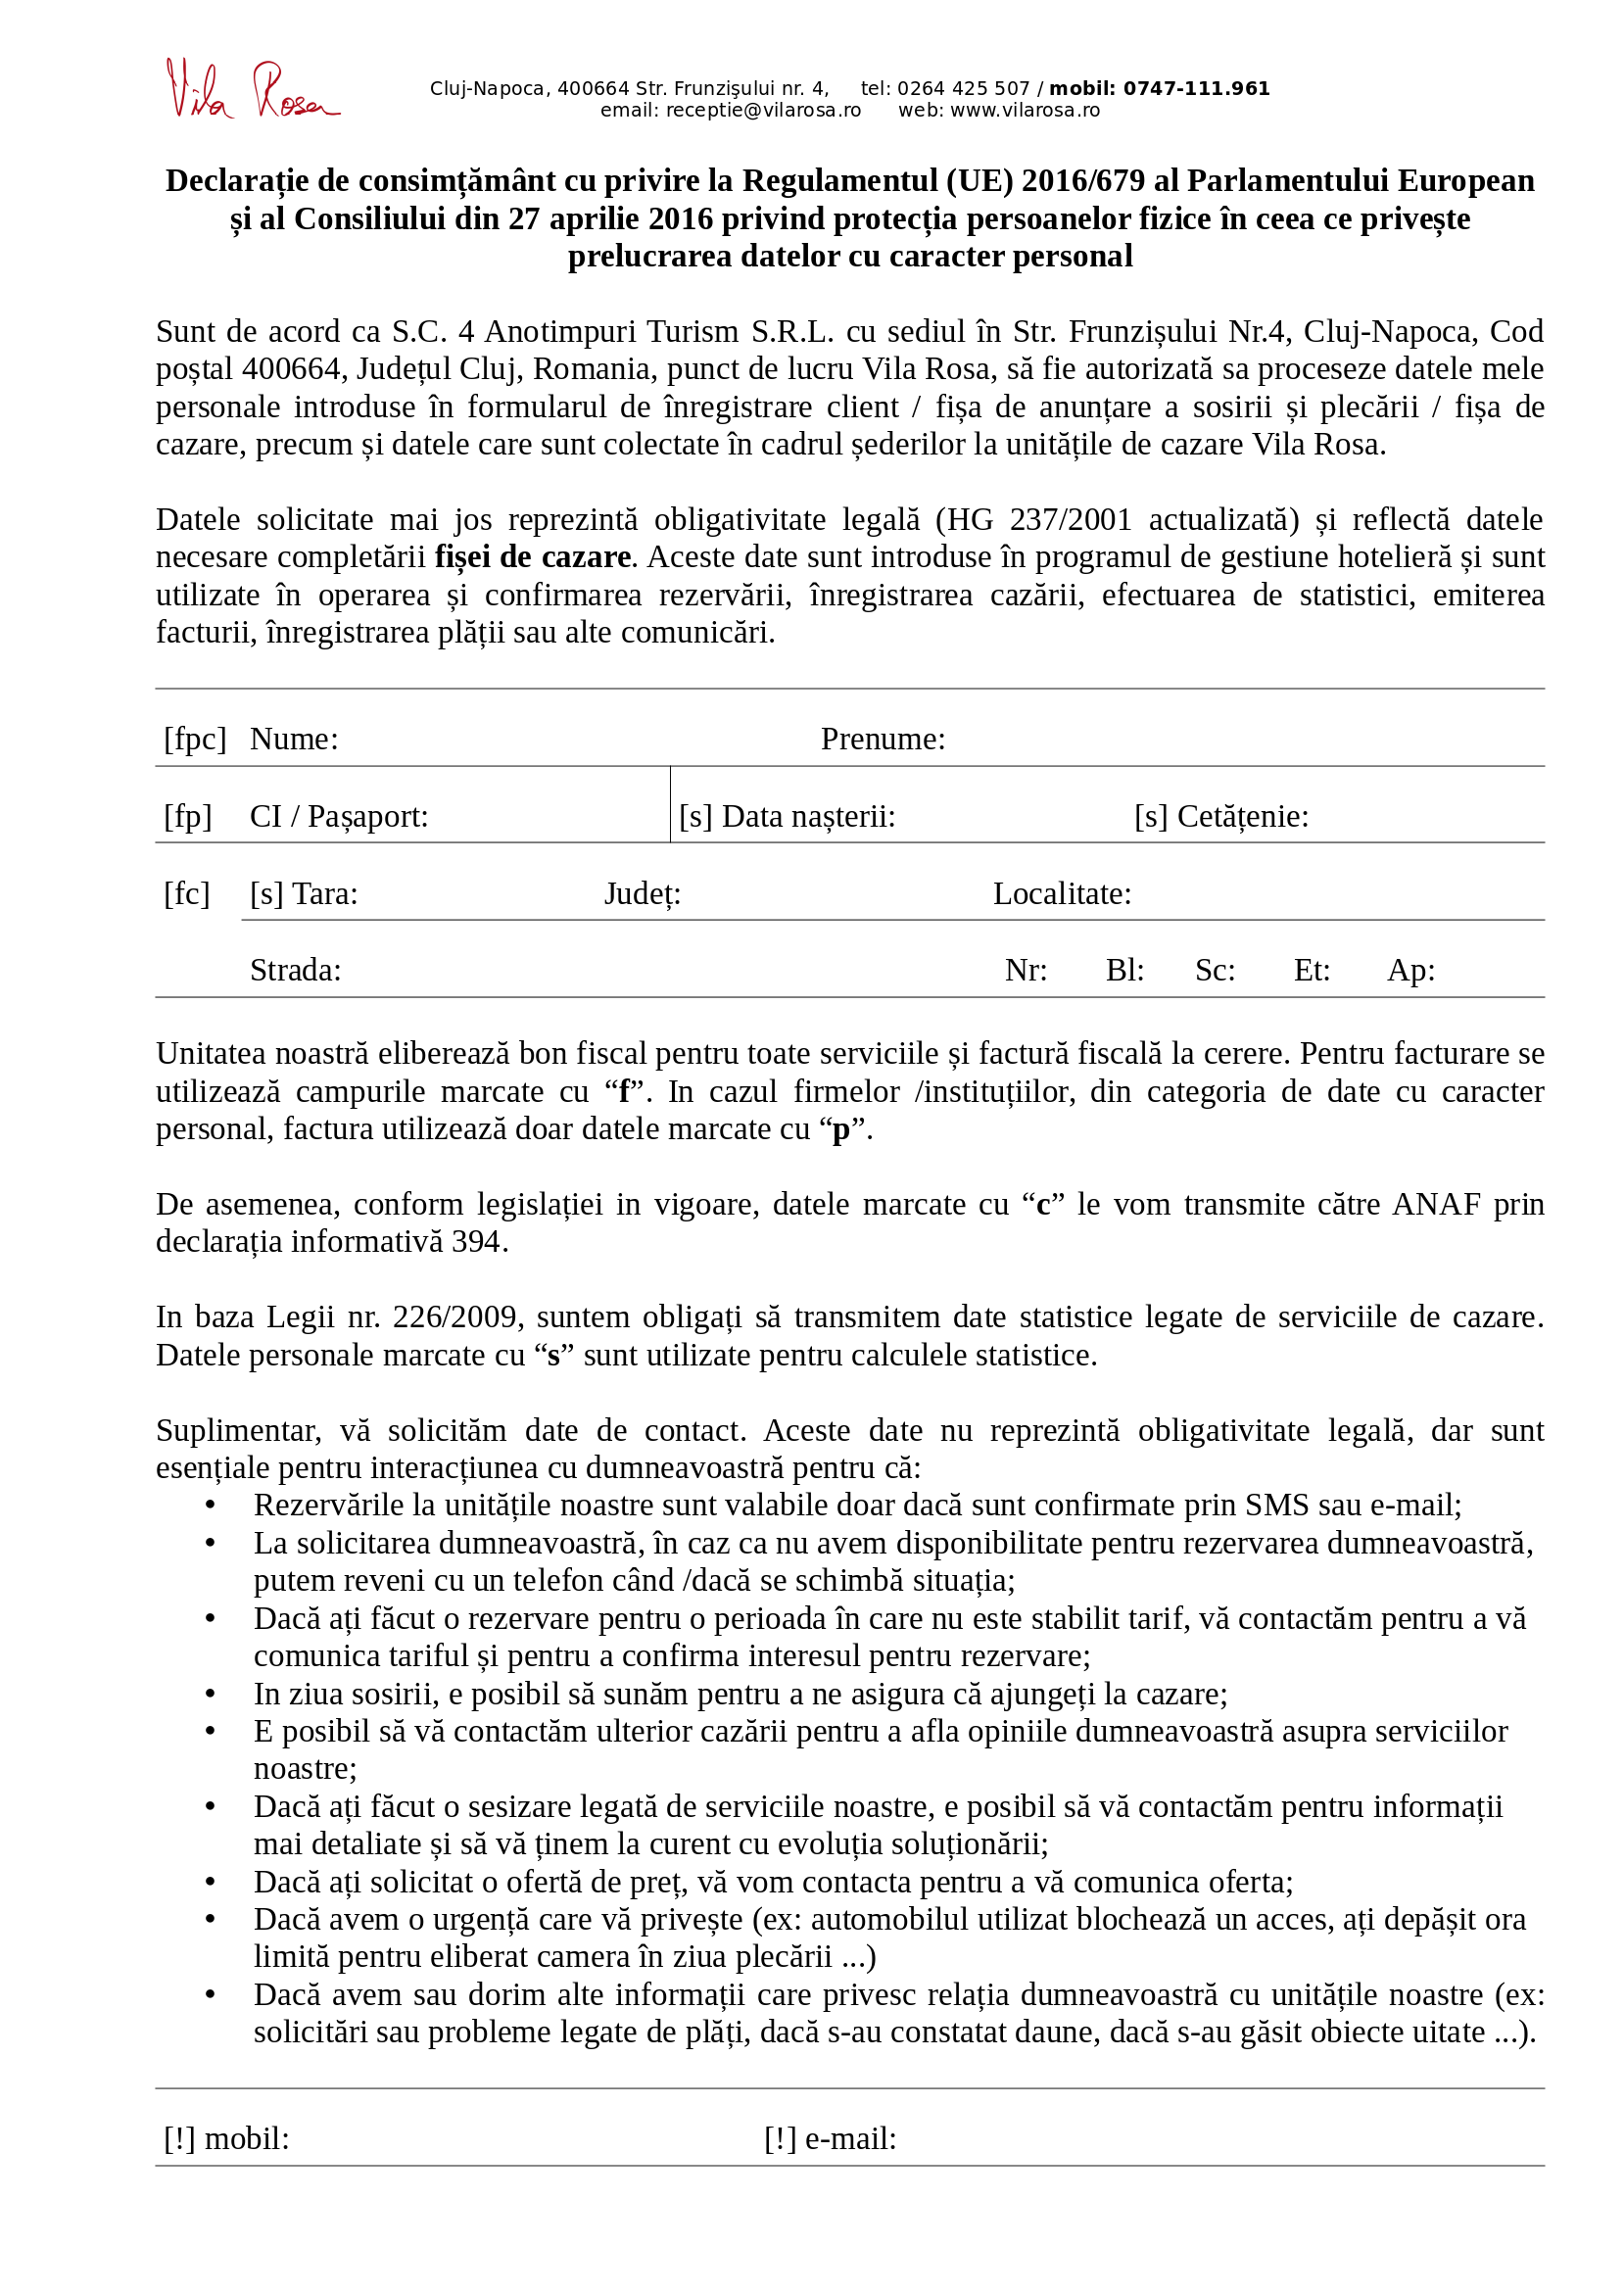 Vila Rosa
Cluj-Napoca, 400664 Str. Frunzişului nr. 4, tel: 0264 425 507 / mobil: 0747-111.961
email: receptie@vilarosa.ro web: www.vilarosa.ro
Declarație de consimțământ cu privire la Regulamentul (UE) 2016/679 al Parlamentului European
și al Consiliului din 27 aprilie 2016 privind protecția persoanelor fizice în ceea ce privește
prelucrarea datelor cu caracter personal
Sunt de acord ca S.C. 4 Anotimpuri Turism S.R.L. cu sediul în Str. Frunzișului Nr.4, Cluj-Napoca, Cod
poștal 400664, Județul Cluj, Romania, punct de lucru Vila Rosa, să fie autorizată sa proceseze datele mele
personale introduse în formularul de înregistrare client / fișa de anunțare a sosirii și plecării / fișa de
cazare, precum și datele care sunt colectate în cadrul șederilor la unitățile de cazare Vila Rosa.
Datele solicitate mai jos reprezintă obligativitate legală (HG 237/2001 actualizată) și reflectă datele
necesare completării fișei de cazare. Aceste date sunt introduse în programul de gestiune hotelieră și sunt
utilizate în operarea și confirmarea rezervării, înregistrarea cazării, efectuarea de statistici, emiterea
facturii, înregistrarea plății sau alte comunicări.
[fpc] Nume: Prenume:
[fp] CI / Pașaport: [s] Data nașterii: [s] Cetățenie:
[fc] [s] Tara: Județ: Localitate:
Strada: Nr: Bl: Sc: Et: Ap:
Unitatea noastră eliberează bon fiscal pentru toate serviciile și factură fiscală la cerere. Pentru facturare se
utilizează campurile marcate cu “f”. In cazul firmelor /instituțiilor, din categoria de date cu caracter
personal, factura utilizează doar datele marcate cu “p”.
De asemenea, conform legislației in vigoare, datele marcate cu “c” le vom transmite către ANAF prin
declarația informativă 394.
In baza Legii nr. 226/2009, suntem obligați să transmitem date statistice legate de serviciile de cazare.
Datele personale marcate cu “s” sunt utilizate pentru calculele statistice.
Suplimentar, vă solicităm date de contact. Aceste date nu reprezintă obligativitate legală, dar sunt
esențiale pentru interacțiunea cu dumneavoastră pentru că:
• Rezervările la unitățile noastre sunt valabile doar dacă sunt confirmate prin SMS sau e-mail;
• La solicitarea dumneavoastră, în caz ca nu avem disponibilitate pentru rezervarea dumneavoastră,
putem reveni cu un telefon când /dacă se schimbă situația;
• Dacă ați făcut o rezervare pentru o perioada în care nu este stabilit tarif, vă contactăm pentru a vă
comunica tariful și pentru a confirma interesul pentru rezervare;
• In ziua sosirii, e posibil să sunăm pentru a ne asigura că ajungeți la cazare;
• E posibil să vă contactăm ulterior cazării pentru a afla opiniile dumneavoastră asupra serviciilor
noastre;
• Dacă ați făcut o sesizare legată de serviciile noastre, e posibil să vă contactăm pentru informații
mai detaliate și să vă ținem la curent cu evoluția soluționării;
• Dacă ați solicitat o ofertă de preț, vă vom contacta pentru a vă comunica oferta;
• Dacă avem o urgență care vă privește (ex: automobilul utilizat blochează un acces, ați depășit ora
limită pentru eliberat camera în ziua plecării ...)
• Dacă avem sau dorim alte informații care privesc relația dumneavoastră cu unitățile noastre (ex:
solicitări sau probleme legate de plăți, dacă s-au constatat daune, dacă s-au găsit obiecte uitate ...).
[!] mobil: [!] e-mail: